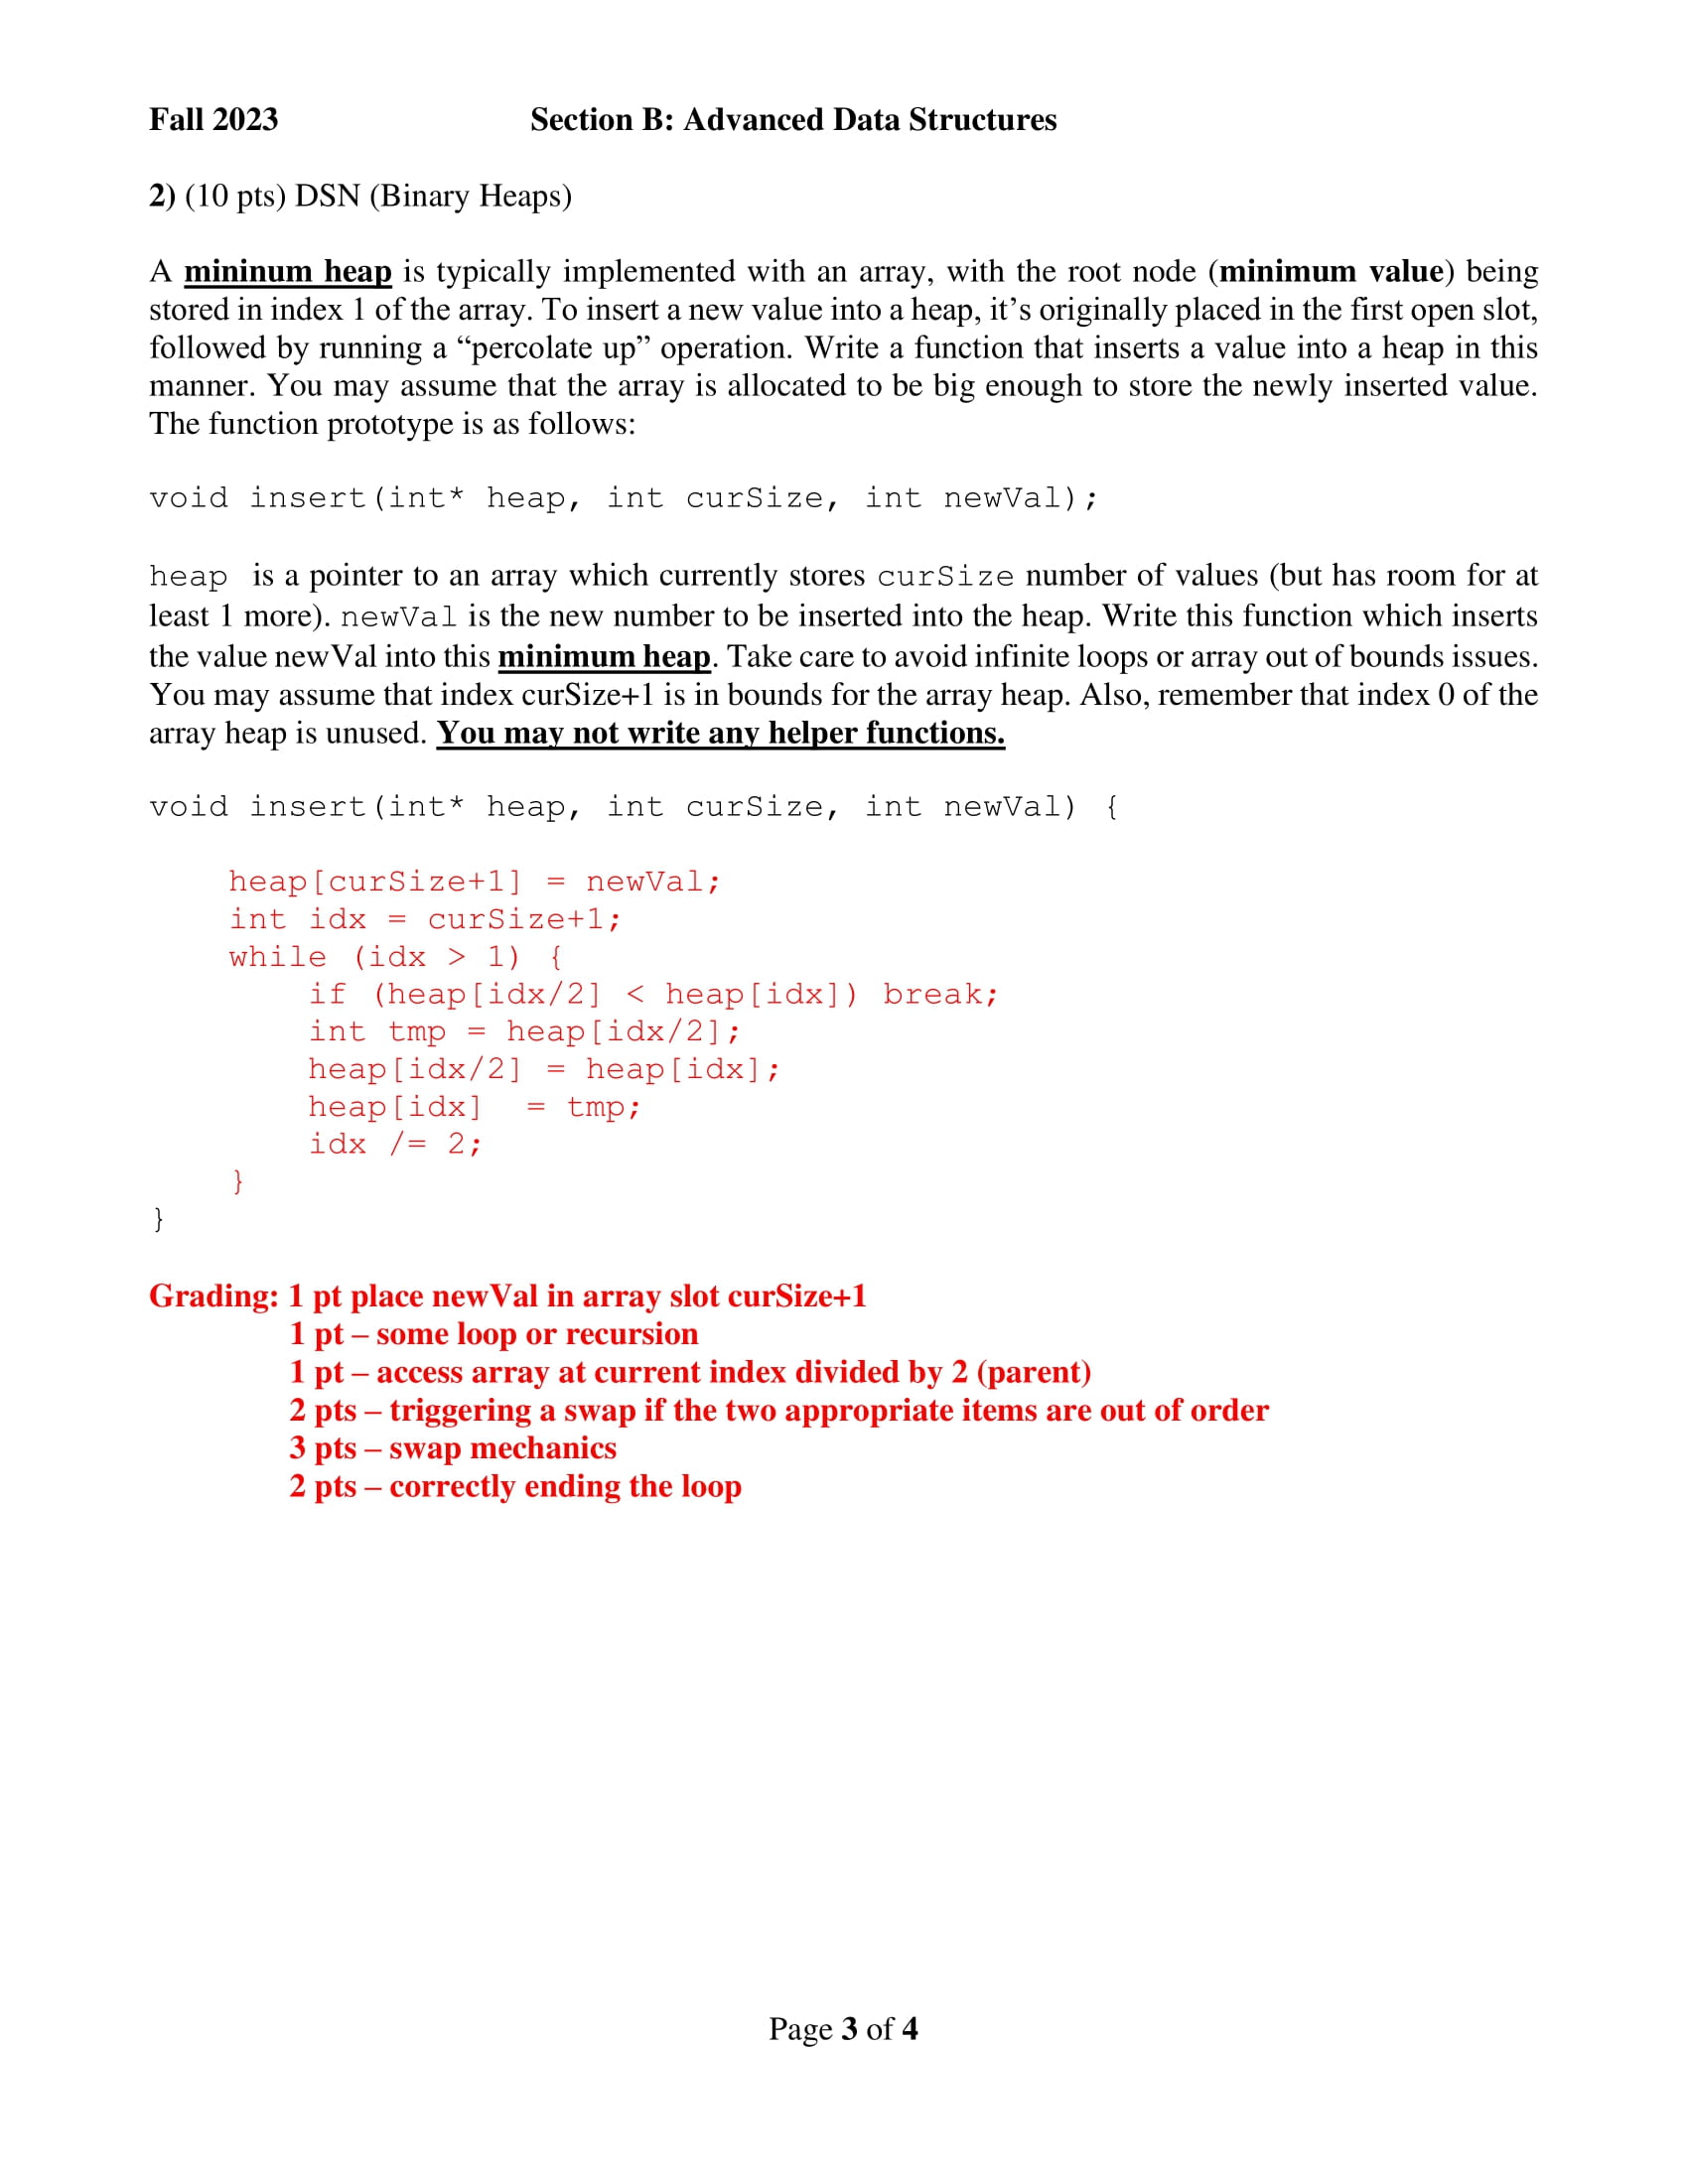 Fall 2023 Section B: Advanced Data Structures
2) (10 pts) DSN (Binary Heaps)
A mininum heap is typically implemented with an array, with the root node (minimum value) being
stored in index 1 of the array. To insert a new value into a heap, it’s originally placed in the first open slot,
followed by running a “percolate up” operation. Write a function that inserts a value into a heap in this
manner. You may assume that the array is allocated to be big enough to store the newly inserted value.
The function prototype is as follows:
void insert(int* heap, int curSize, int newVal);
heap is a pointer to an array which currently stores curSize number of values (but has room for at
least 1 more). newVal is the new number to be inserted into the heap. Write this function which inserts
the value newVal into this minimum heap. Take care to avoid infinite loops or array out of bounds issues.
You may assume that index curSize+1 is in bounds for the array heap. Also, remember that index 0 of the
array heap is unused. You may not write any helper functions.
void insert(int* heap, int curSize, int newVal) {
heap[curSize+1] = newVal;
int idx = curSize+1;
while (idx > 1) {
if (heap[idx/2] < heap[idx]) break;
int tmp = heap[idx/2];
heap[idx/2] = heap[idx];
heap[idx] = tmp;
idx /= 2;
}
}
Grading: 1 pt place newVal in array slot curSize+1
1 pt – some loop or recursion
1 pt – access array at current index divided by 2 (parent)
2 pts – triggering a swap if the two appropriate items are out of order
3 pts – swap mechanics
2 pts – correctly ending the loop
Page 3 of 4